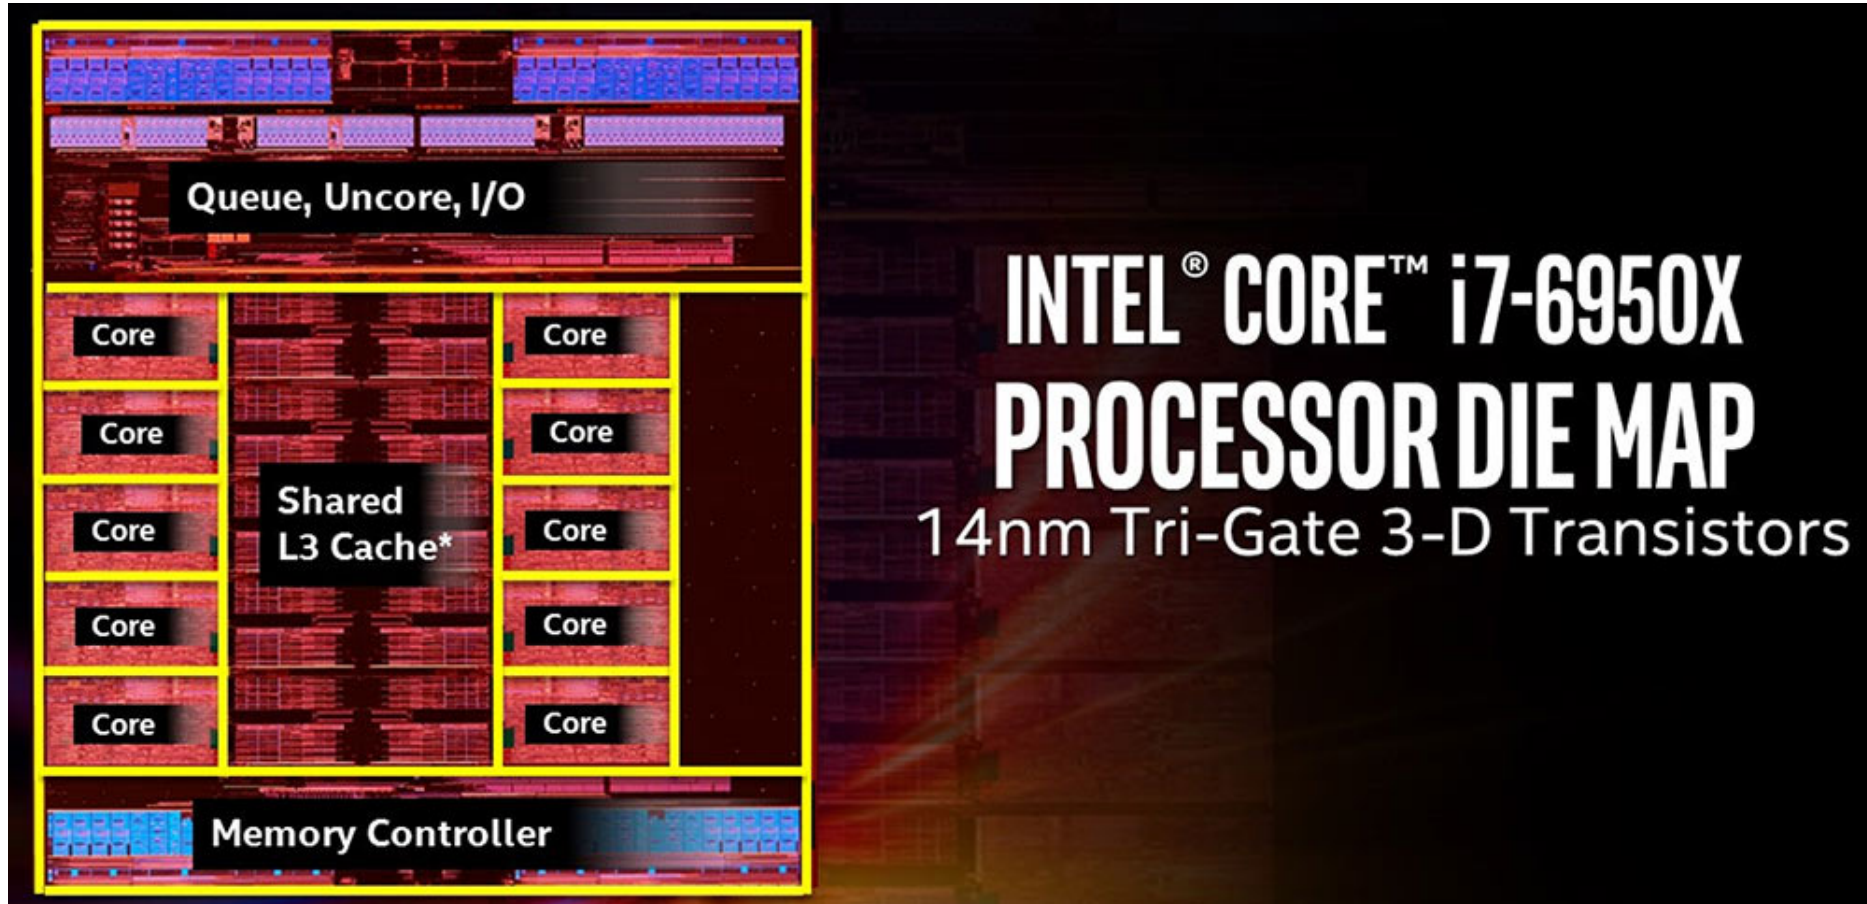 Queue, Uncore, I/O
Core
Core
Core
Core
Shared
L3 Cache*
Core
Core
Core
Core
Core
Core
Memory Controller
INTEL® CORE™ i7-6950X
PROCESSOR DIE MAP
14nm Tri-Gate 3-D Transistors